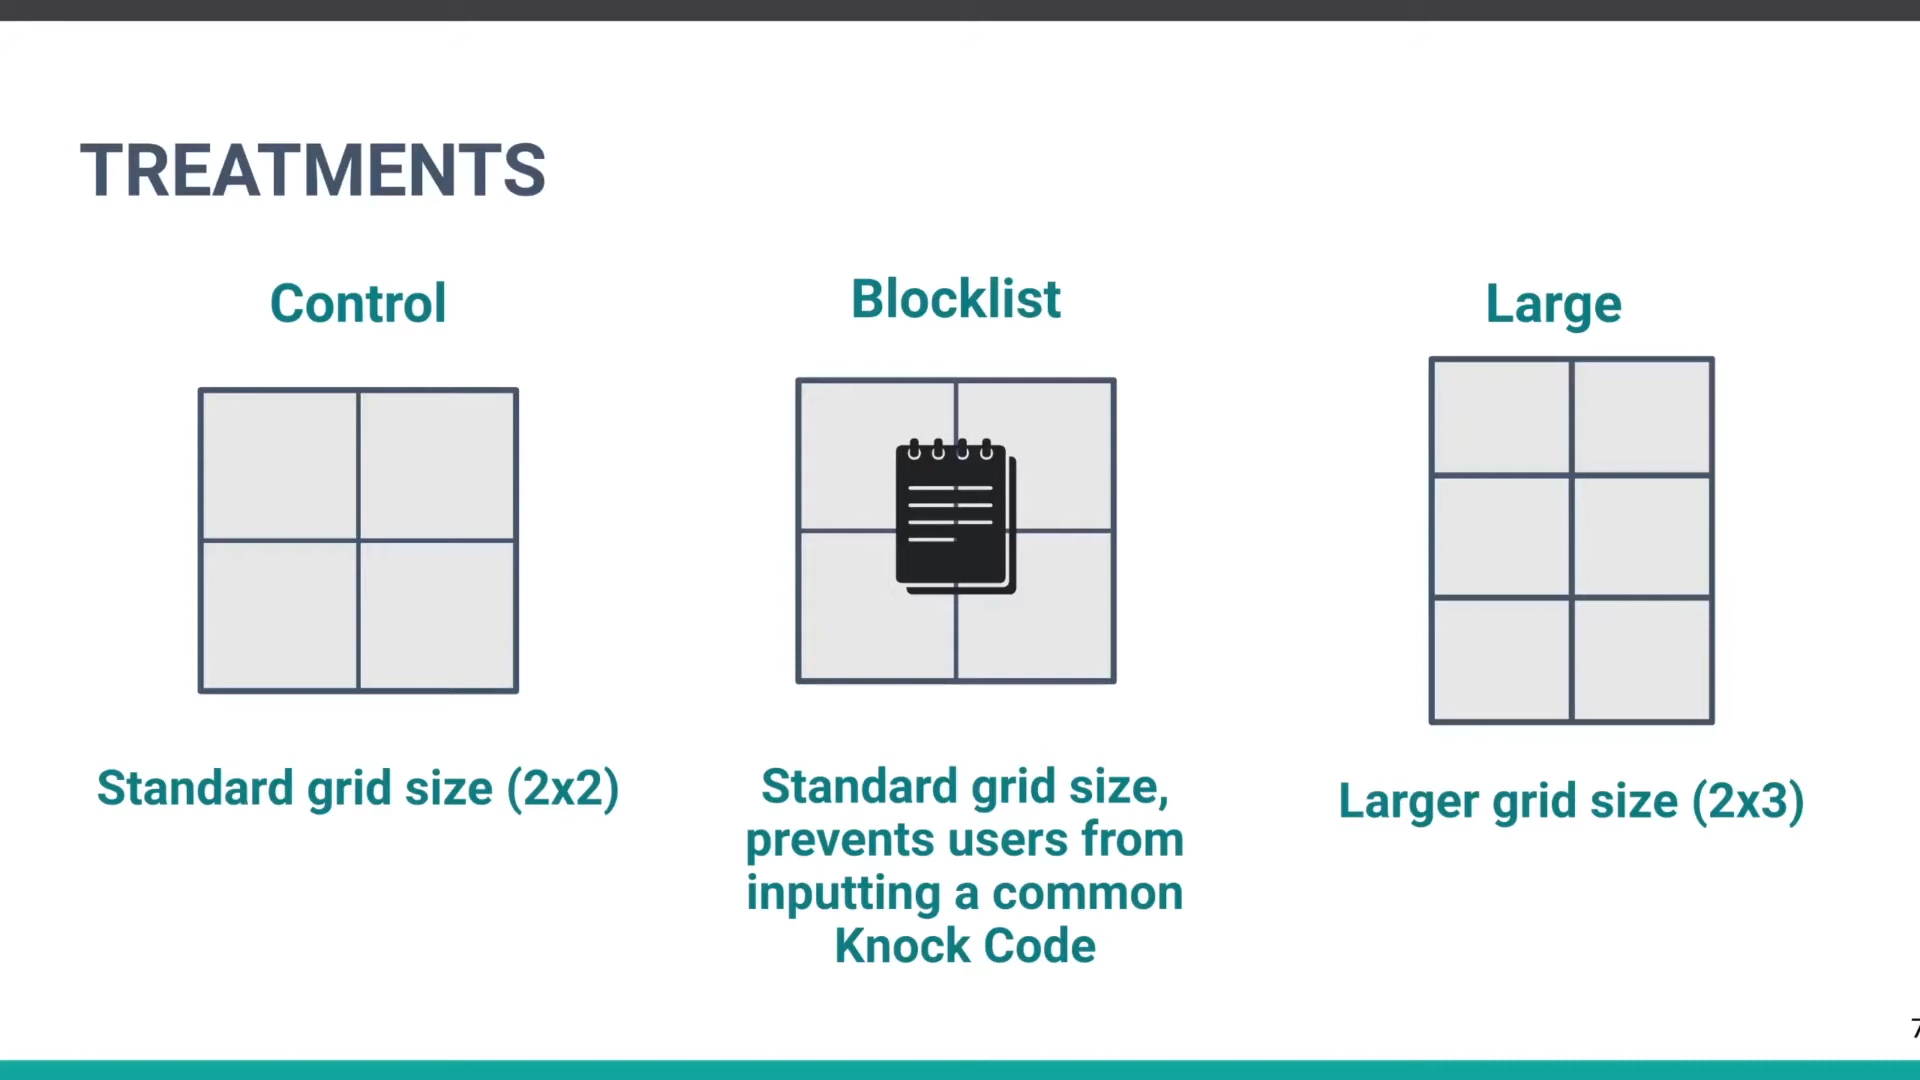 TREATMENTS
Control
Blocklist
Large
Standard grid size (2x2)
Standard grid size,
prevents users from
inputting a common
Knock Code
Larger grid size (2x3)
7